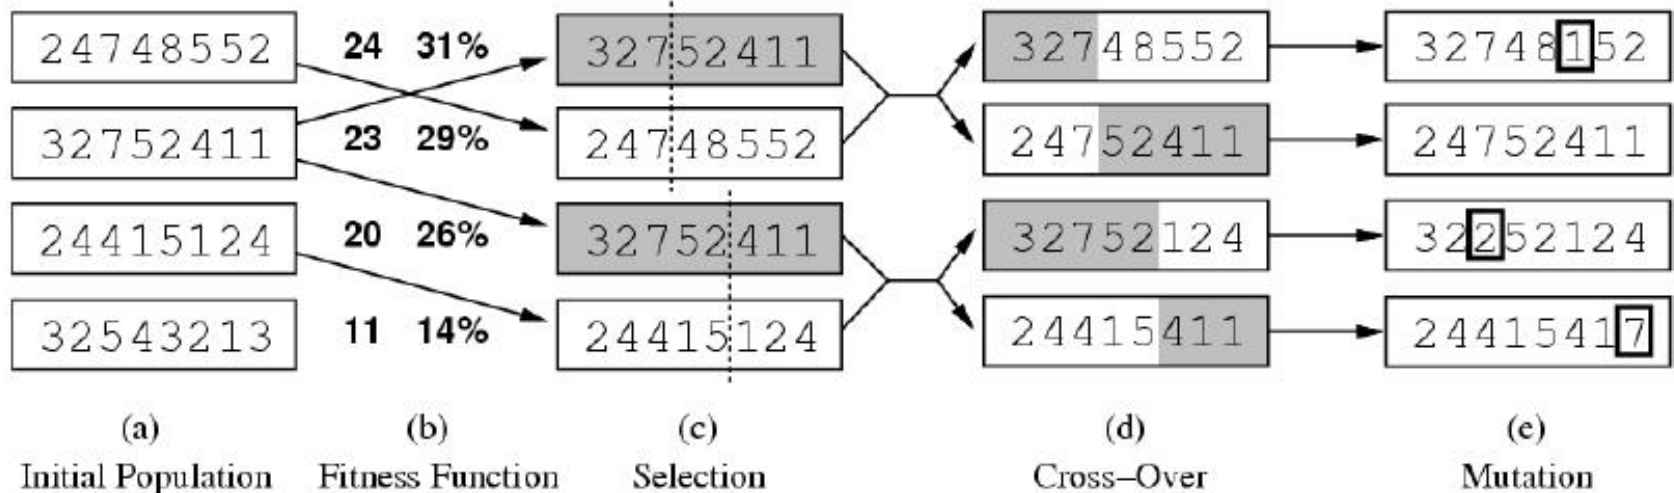 24748552 24 31% 32752411 32748552 32748152
32752411 23 29% 24748552 24752411 24752411
24415124 20 26% 32752411 32752124 32252124
32543213 11 14% 24415124 24415411 24415417
(a) (b) (c) (d) (e)
Initial Population Fitness Function Selection Cross–Over Mutation